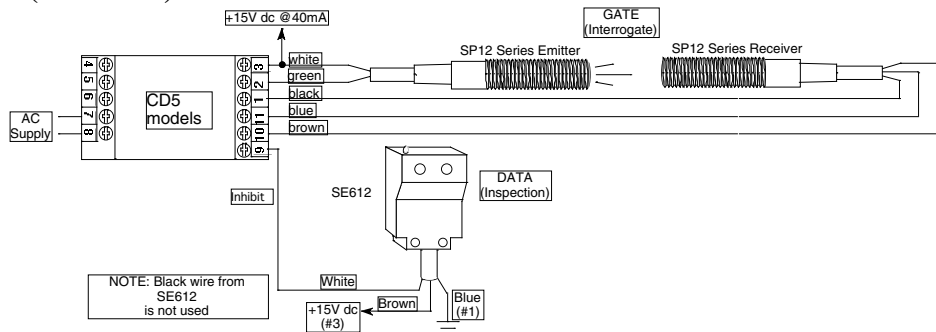 +15V dc @40mA
GATE
(Interrogate)
SP12 Series Emitter
SP12 Series Receiver
white
green
black
blue
brown
4
5
6
7
8
3
2
1
11
10
9
CD5
models
AC
Supply
Inhibit
SE612
DATA
(Inspection)
NOTE: Black wire from
SE612
is not used
White
Brown
Blue
(#1)
+15V dc
(#3)